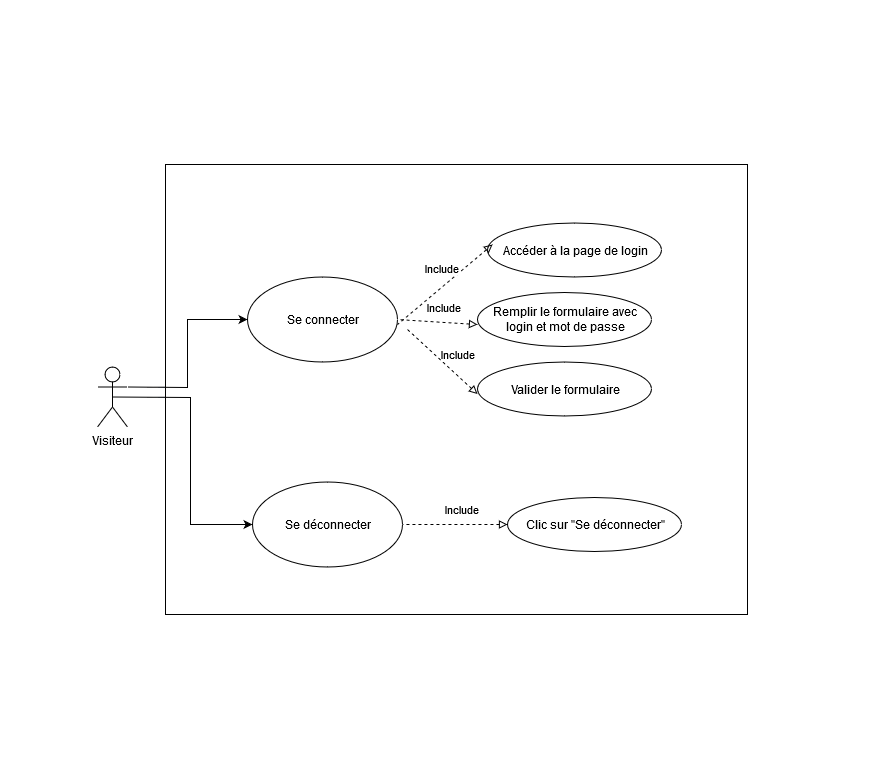 Accéder à la page de login
Include
Include
Remplir le formulaire avec
login et mot de passe
Se connecter
Include
Valider le formulaire
Visiteur
Include
Se déconnecter
Clic sur "Se déconnecter"